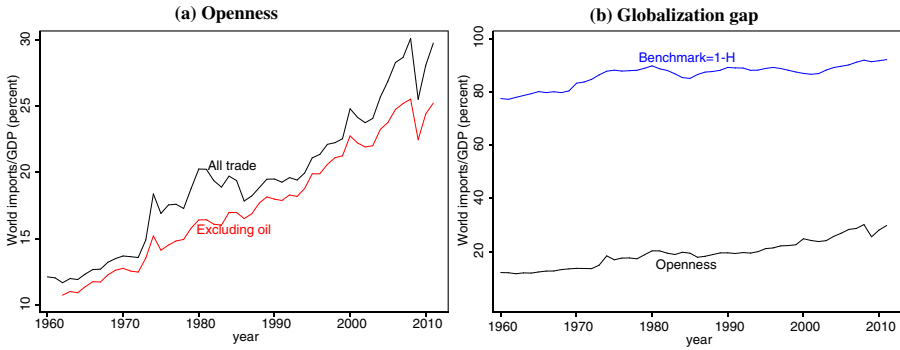 (a) Openness
World imports/GDP (percent)
30
25
20
15
10
All trade
Excluding oil
1960 1970 1980 1990 2000 2010
year
(b) Globalization gap
World imports/GDP (percent)
100
80
60
40
20
Benchmark=1-H
Openness
1960 1970 1980 1990 2000 2010
year